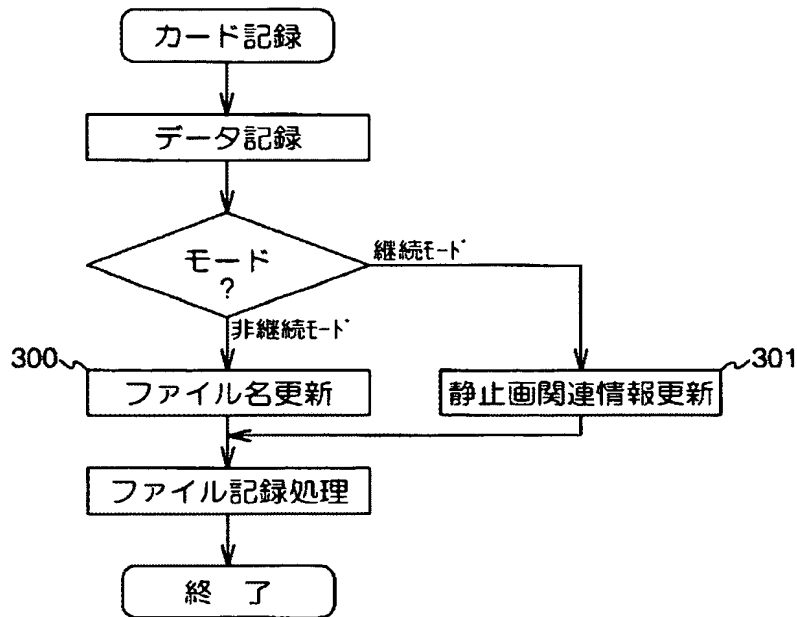 カード記録
データ記録
モード
?
継続モード
非継続モード
300
ファイル名更新
静止画関連情報更新
301
ファイル記録処理
終 了